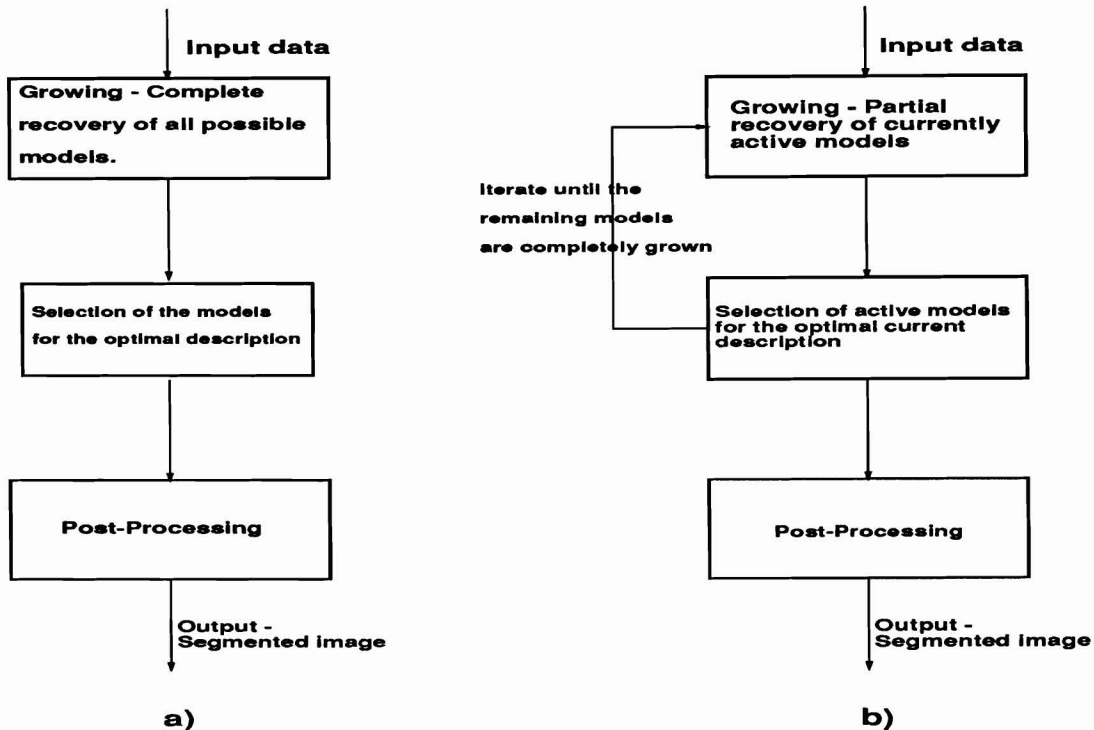 Input data
Growing - Complete
recovery of all possible
models.
Selection of the models
for the optimal description
Post-Processing
Output -
Segmented image
a)
Input data
Growing - Partial
recovery of currently
active models
Iterate until the
remaining models
are completely grown
Selection of active models
for the optimal current
description
Post-Processing
Output -
Segmented image
b)